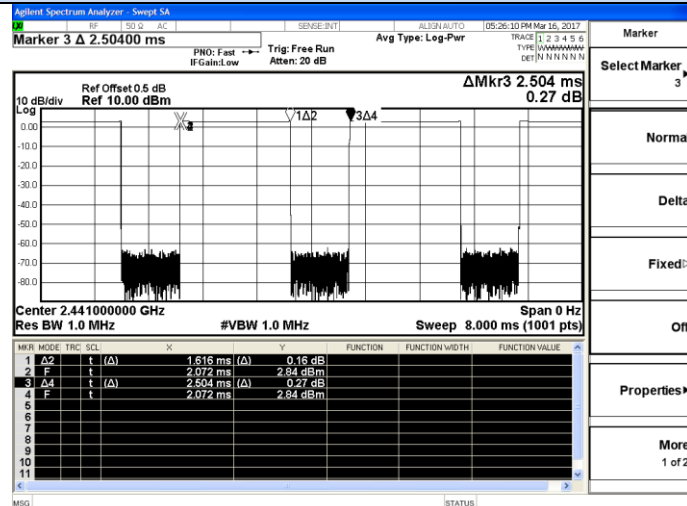 Agilent Spectrum Analyzer - Swept SA
RF 50 Ω AC SENSE:INT ALIGN AUTO 05:26:10 PM Mar 16, 2017
Marker 3 Δ 2.50400 ms
PNO: Fast
IFGain:Low
Trig: Free Run
Atten: 20 dB
Avg Type: Log-Pwr
TRACE 1 2 3 4 5 6
TYPE WWWWWW
DET N N N N N N
Ref Offset 0.5 dB
10 dB/div Ref 10.00 dBm
ΔMkr3 2.504 ms
0.27 dB
Log
1Δ2
3Δ4
0.00
-10.0
-20.0
-30.0
-40.0
-50.0
-60.0
-70.0
-80.0
Center 2.441000000 GHz Span 0 Hz
Res BW 1.0 MHz #VBW 1.0 MHz Sweep 8.000 ms (1001 pts)
MKR MODE TRC SCL X Y FUNCTION FUNCTION WIDTH FUNCTION VALUE
1 Δ2 t (Δ) 1.616 ms (Δ) 0.16 dB
2 F t 2.072 ms 2.84 dBm
3 Δ4 t (Δ) 2.504 ms (Δ) 0.27 dB
4 F t 2.072 ms 2.84 dBm
5
6
7
8
9
10
11
MSG STATUS
Marker
Select Marker
3
Norma
Delta
Fixed
Off
Properties
More
1 of 2